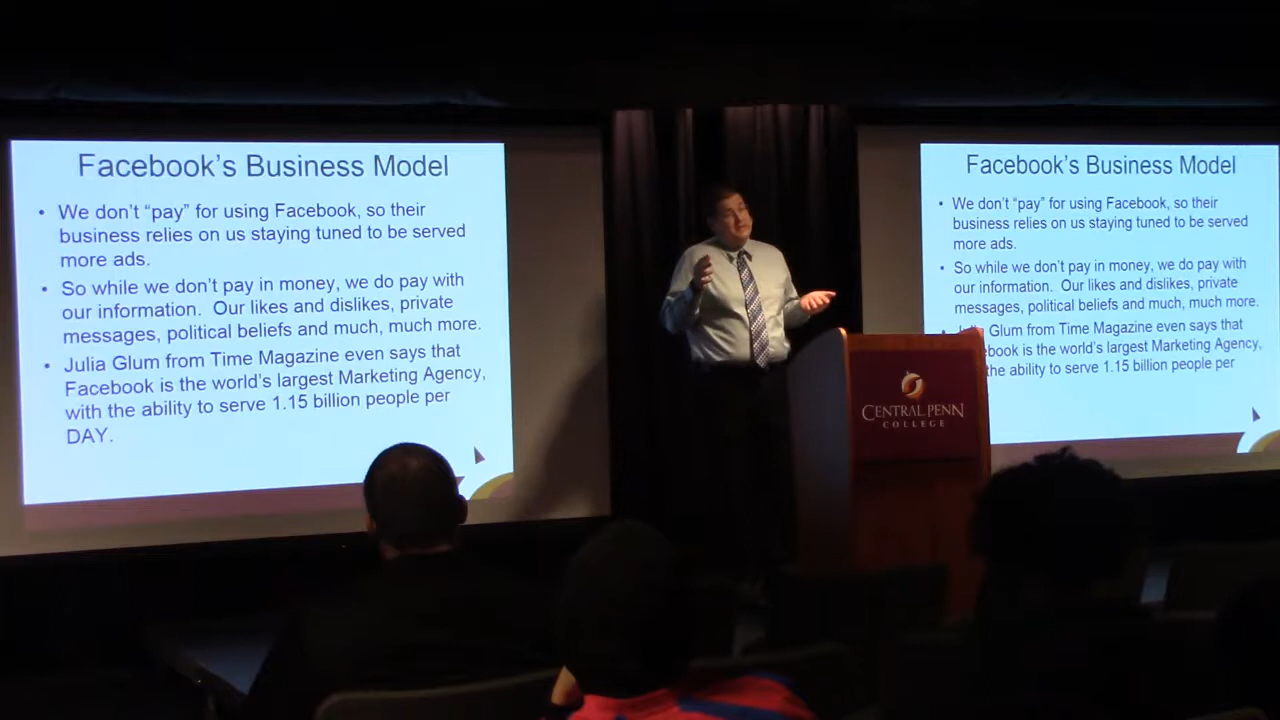 Facebook's Business Model
• We don't "pay" for using Facebook, so their
business relies on us staying tuned to be served
more ads.
• So while we don't pay in money, we do pay with
our information. Our likes and dislikes, private
messages, political beliefs and much, much more.
• Julia Glum from Time Magazine even says that
Facebook is the world's largest Marketing Agency,
with the ability to serve 1.15 billion people per
DAY.
CENTRAL PENN
COLLEGE
Facebook's Business Model
• We don't "pay" for using Facebook, so their
business relies on us staying tuned to be served
more ads.
• So while we don't pay in money, we do pay with
our information. Our likes and dislikes, private
messages, political beliefs and much, much more.
Glum from Time Magazine even says that
ebook is the world's largest Marketing Agency,
the ability to serve 1.15 billion people per